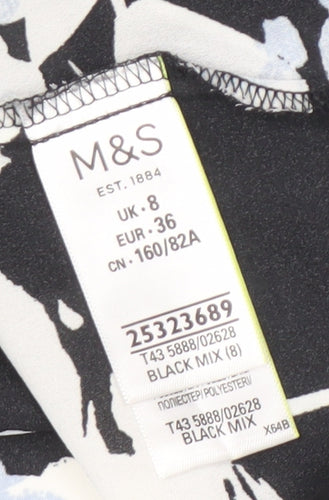 M&S
EST. 1884
UK · 8
EUR · 36
CN · 160/82A
25323689
T43 5888/02628
BLACK MIX (8)
ПОЛІЕСТЕР/POLYESTER//
T43 5888/02628
BLACK MIX X64B